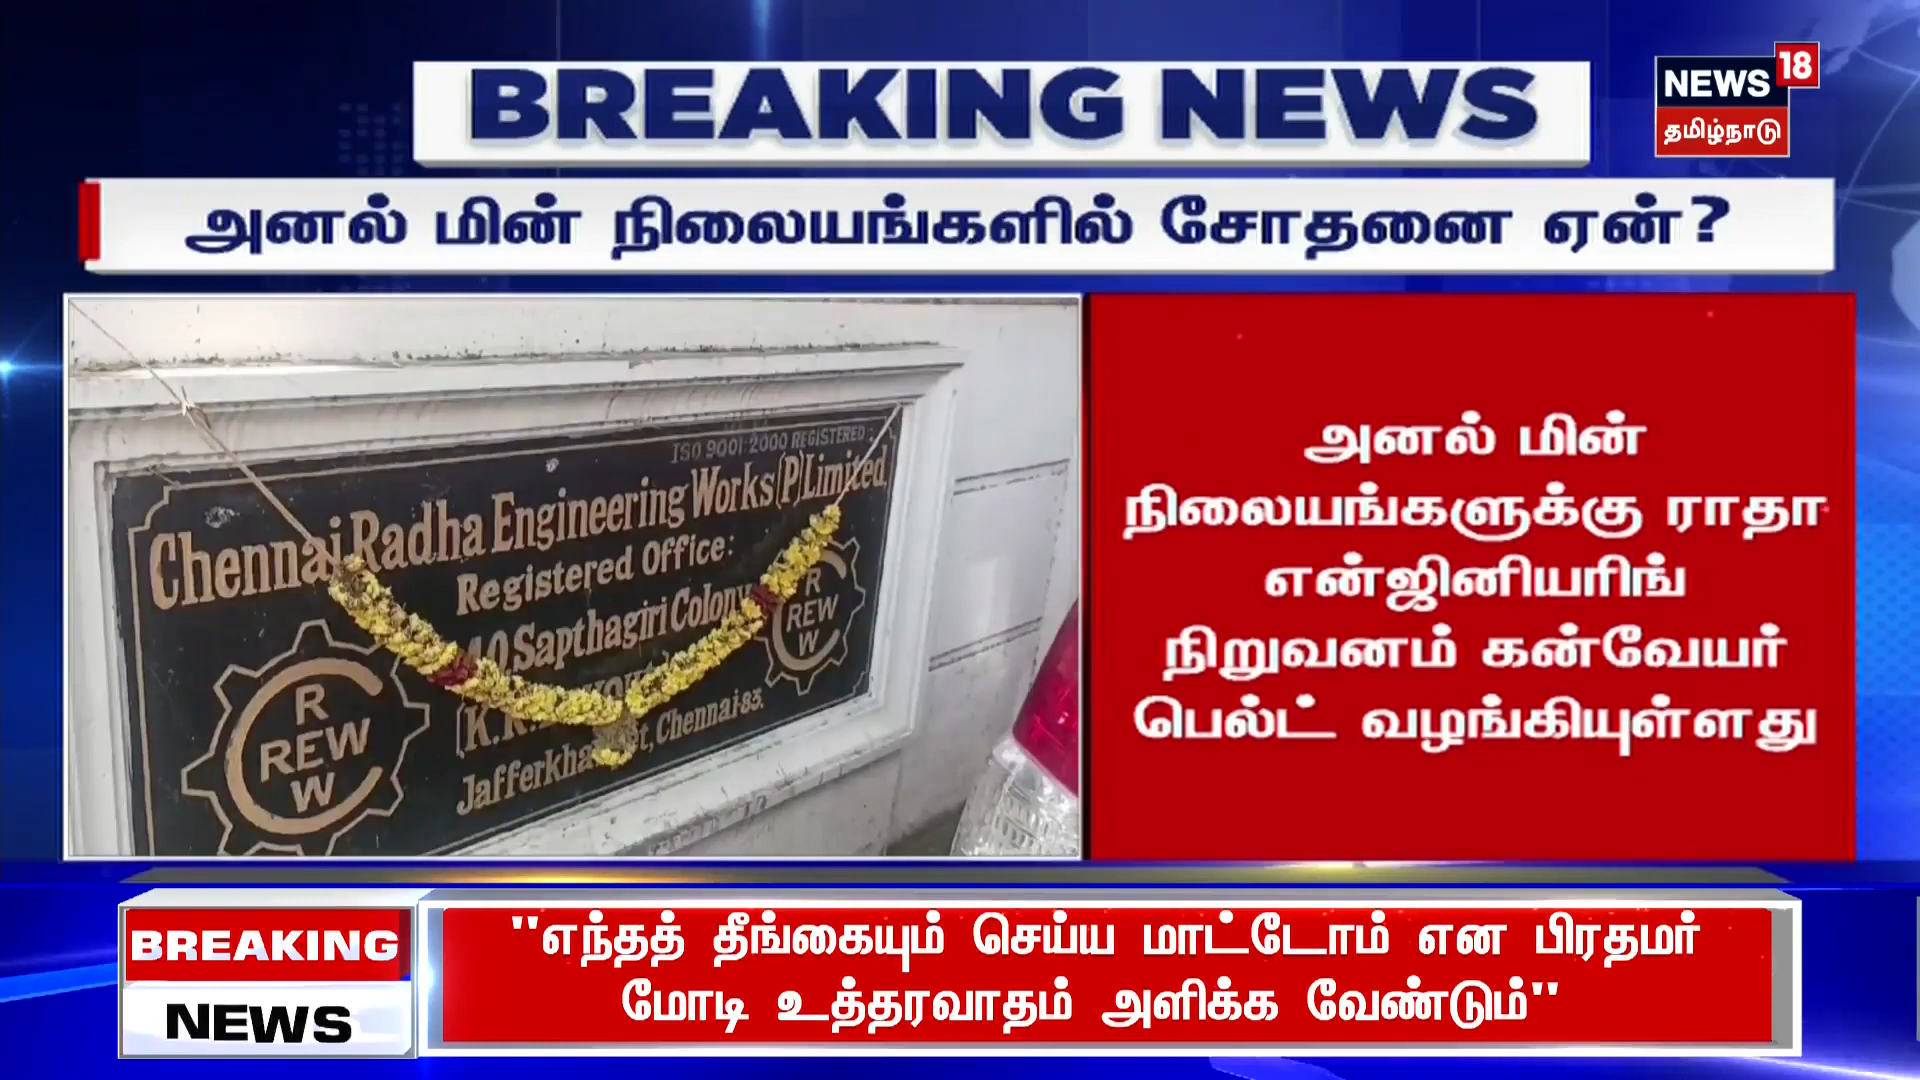 BREAKING NEWS
NEWS 18
தமிழ்நாடு
அனல் மின் நிலையங்களில் சோதனை ஏன்?
ISO 9001:2000 REGISTERED
Chennai Radha Engineering Works (P) Limited
Registered Office:
Sapthagiri Colony
Jafferkha et, Chennai-83.
R
REW
W
R
REW
W
அனல் மின்
நிலையங்களுக்கு ராதா
என்ஜினியரிங்
நிறுவனம் கன்வேயர்
பெல்ட் வழங்கியுள்ளது
BREAKING
NEWS
"எந்தத் தீங்கையும் செய்ய மாட்டோம் என பிரதமர்
மோடி உத்தரவாதம் அளிக்க வேண்டும்"